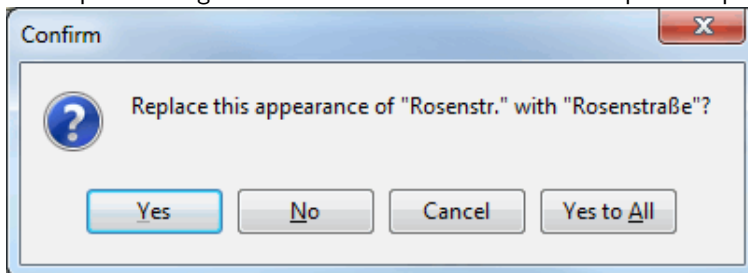 Confirm
Replace this appearance of "Rosenstr." with "Rosenstraße"?
Yes No Cancel Yes to All